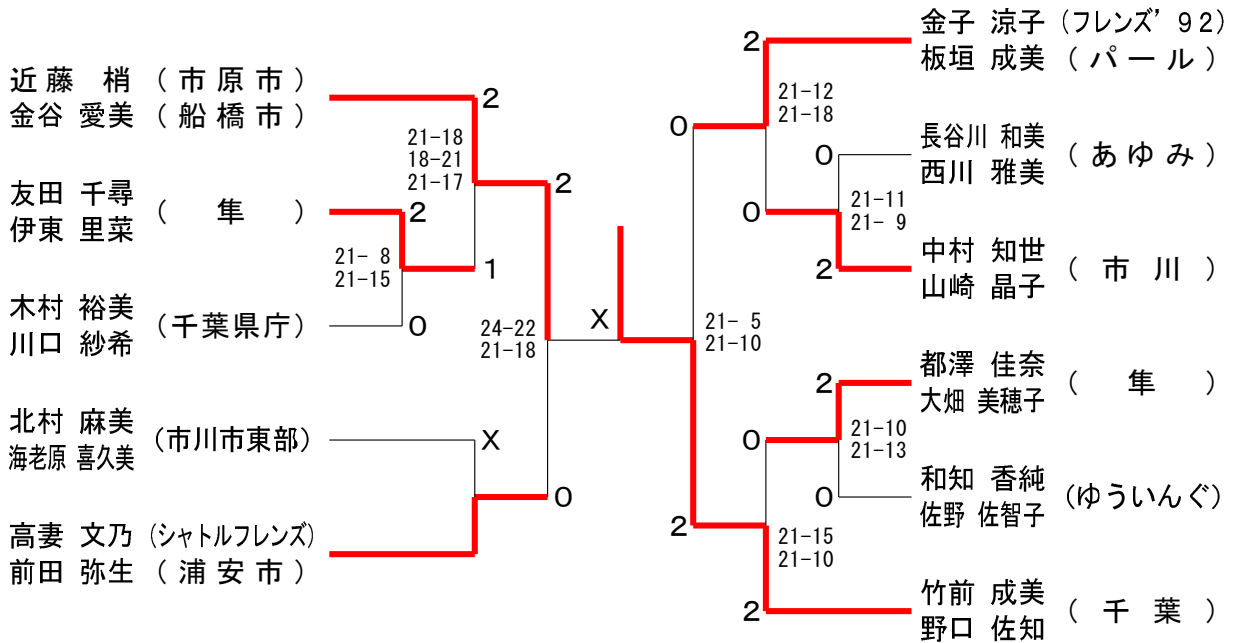 近藤 梢 (市原市)
金谷 愛美 (船橋市)
友田 千尋
伊東 里菜
(隼)
木村 裕美
川口 紗希
(千葉県庁)
北村 麻美
海老原 喜久美
(市川市東部)
高妻 文乃 (シャトルフレンズ)
前田 弥生 (浦安市)
2
21-18
18-21
21-17
2
2
21- 8
21-15
1
0
24-22
21-18
X
0
X
金子 涼子 (フレンズ’92)
板垣 成美 (パール)
長谷川 和美
西川 雅美
(あゆみ)
中村 知世
山崎 晶子
(市川)
都澤 佳奈
大畑 美穂子
(隼)
和知 香純
佐野 佐智子
(ゆういんぐ)
竹前 成美
野口 佐知
(千葉)
2
21-12
21-18
0
0
21-11
21- 9
0
2
21- 5
21-10
2
0
21-10
21-13
0
2
21-15
21-10
2